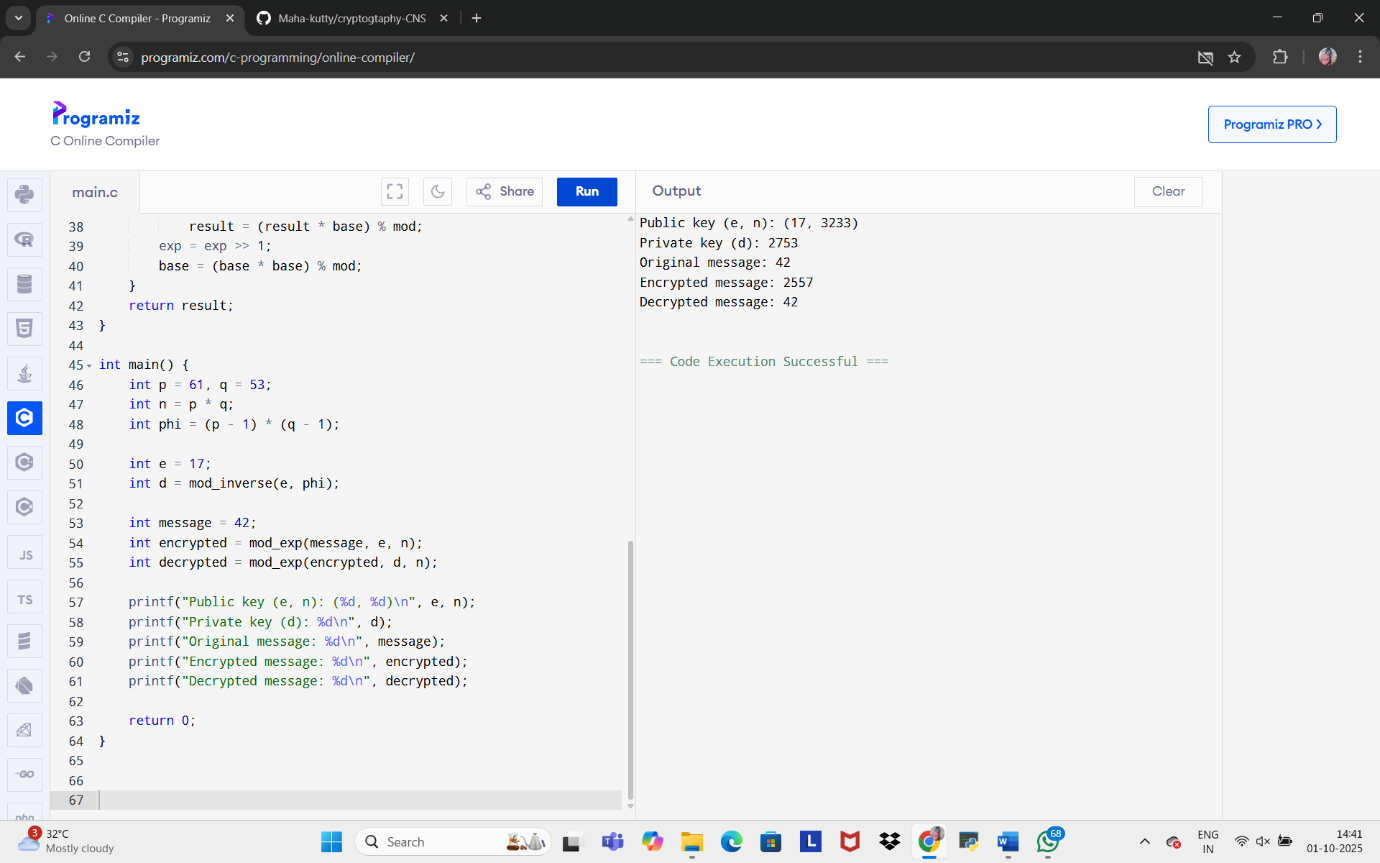 Online C Compiler - Programiz
Maha-kutty/cryptogtaphy-CNS
programiz.com/c-programming/online-compiler/
Programiz
C Online Compiler
Programiz PRO
main.c
Share
Run
Output
Clear
38 result = (result * base) % mod;
39 exp = exp >> 1;
40 base = (base * base) % mod;
41 }
42 return result;
43 }
44
45 int main() {
46 int p = 61, q = 53;
47 int n = p * q;
48 int phi = (p - 1) * (q - 1);
49
50 int e = 17;
51 int d = mod_inverse(e, phi);
52
53 int message = 42;
54 int encrypted = mod_exp(message, e, n);
55 int decrypted = mod_exp(encrypted, d, n);
56
57 printf("Public key (e, n): (%d, %d)\n", e, n);
58 printf("Private key (d): %d\n", d);
59 printf("Original message: %d\n", message);
60 printf("Encrypted message: %d\n", encrypted);
61 printf("Decrypted message: %d\n", decrypted);
62
63 return 0;
64 }
65
66
67
Public key (e, n): (17, 3233)
Private key (d): 2753
Original message: 42
Encrypted message: 2557
Decrypted message: 42
=== Code Execution Successful ===
JS
TS
GO
php
3
32°C
Mostly cloudy
Search
L
W
68
ENG
IN
14:41
01-10-2025